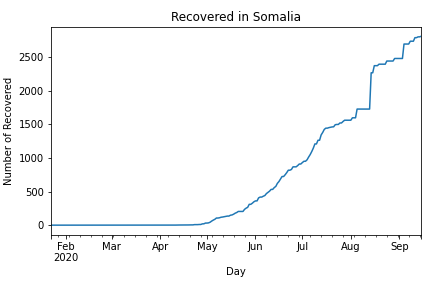 Recovered in Somalia
Number of Recovered
2500
2000
1500
1000
500
0
Feb Mar Apr May Jun Jul Aug Sep
2020
Day